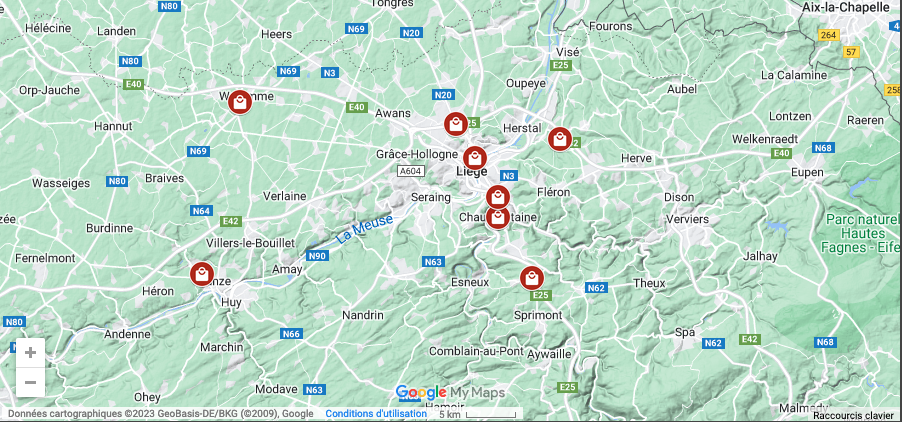 N80
Tongres
Aix-la-Chapelle
Hélécine
Landen
Heers
N69
N20
Fourons
264
4
57
Visé
N80
N69
N3
E25
Oupeye
La Calamine
Orp-Jauche
E40
N20
E40
Aubel
258
Awans
Lontzen
Raeren
Hannut
Herstal
Welkenraedt
N68
N69
Grâce-Hollogne
Herve
E40
Liège
A604
N3
Eupen
Wasseiges
N80
Braives
Verlaine
Seraing
Fléron
Dison
N64
E42
Verviers
Burdinne
La Meuse
Parc naturel
Hautes
Fagnes - Eife
Villers-le-Bouillet
Fernelmont
N90
N63
Jalhay
Amay
Esneux
Theux
Héron
Huy
E25
N62
Nandrin
Sprimont
N80
Andenne
N66
Spa
N62
E42
N68
Marchin
Comblain-au-Pont
Aywaille
Modave
N63
E25
Ohey
Google My Maps
Hamoir
Malmedy
Données cartographiques ©2023 GeoBasis-DE/BKG (©2009), Google
Conditions d'utilisation
5 km
Raccourcis clavier